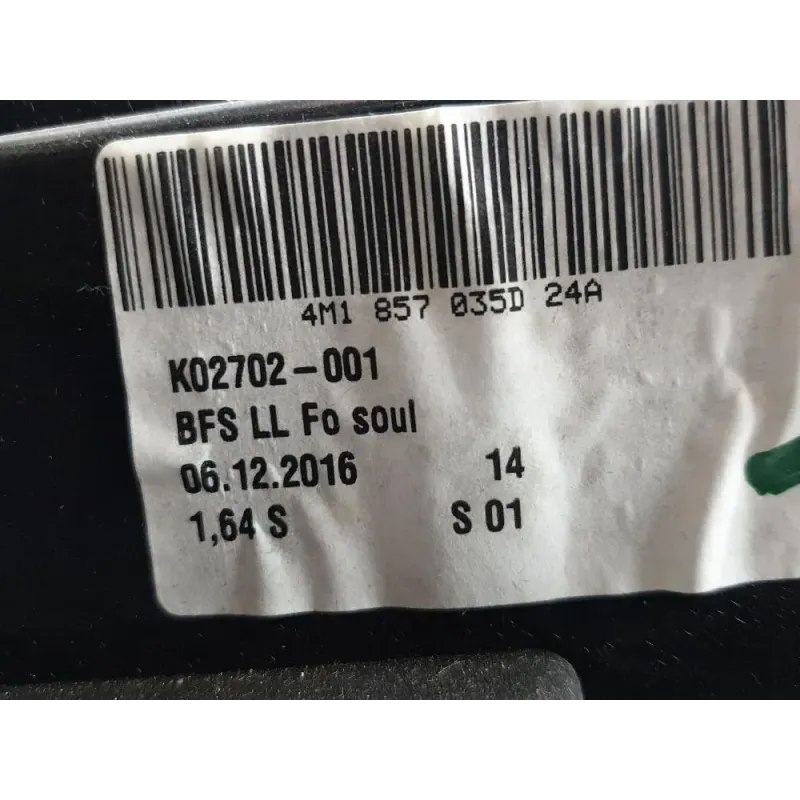 4M1 857 035D 24A
K02702-001
BFS LL Fo soul
06.12.2016 14
1,64 S S 01